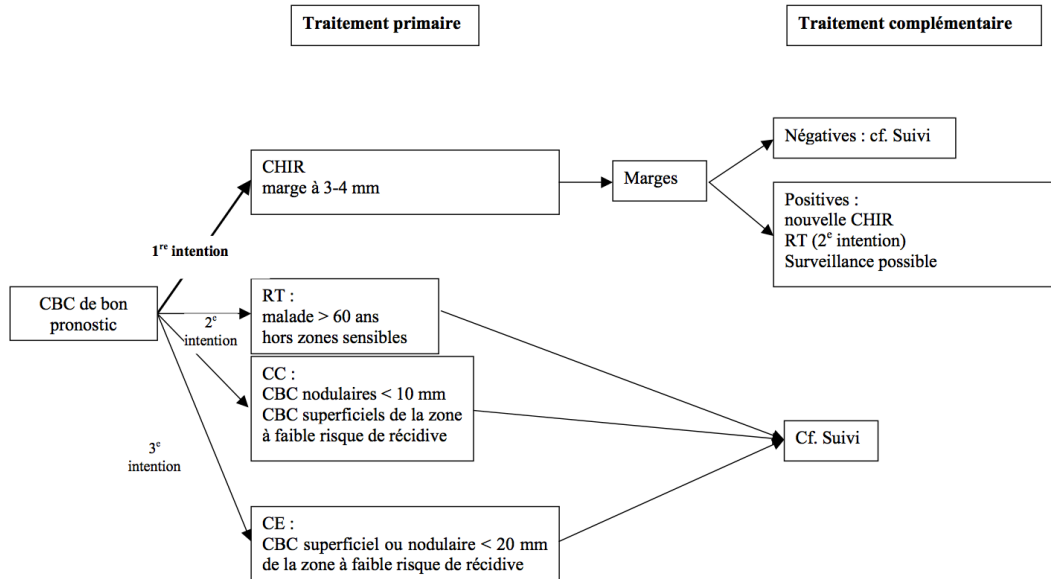 Traitement primaire
Traitement complémentaire
CHIR
marge à 3-4 mm
Marges
Négatives : cf. Suivi
Positives :
nouvelle CHIR
RT (2e intention)
Surveillance possible
1re intention
CBC de bon
pronostic
2e
intention
RT :
malade > 60 ans
hors zones sensibles
CC :
CBC nodulaires < 10 mm
CBC superficiels de la zone
à faible risque de récidive
Cf. Suivi
3e
intention
CE :
CBC superficiel ou nodulaire < 20 mm
de la zone à faible risque de récidive